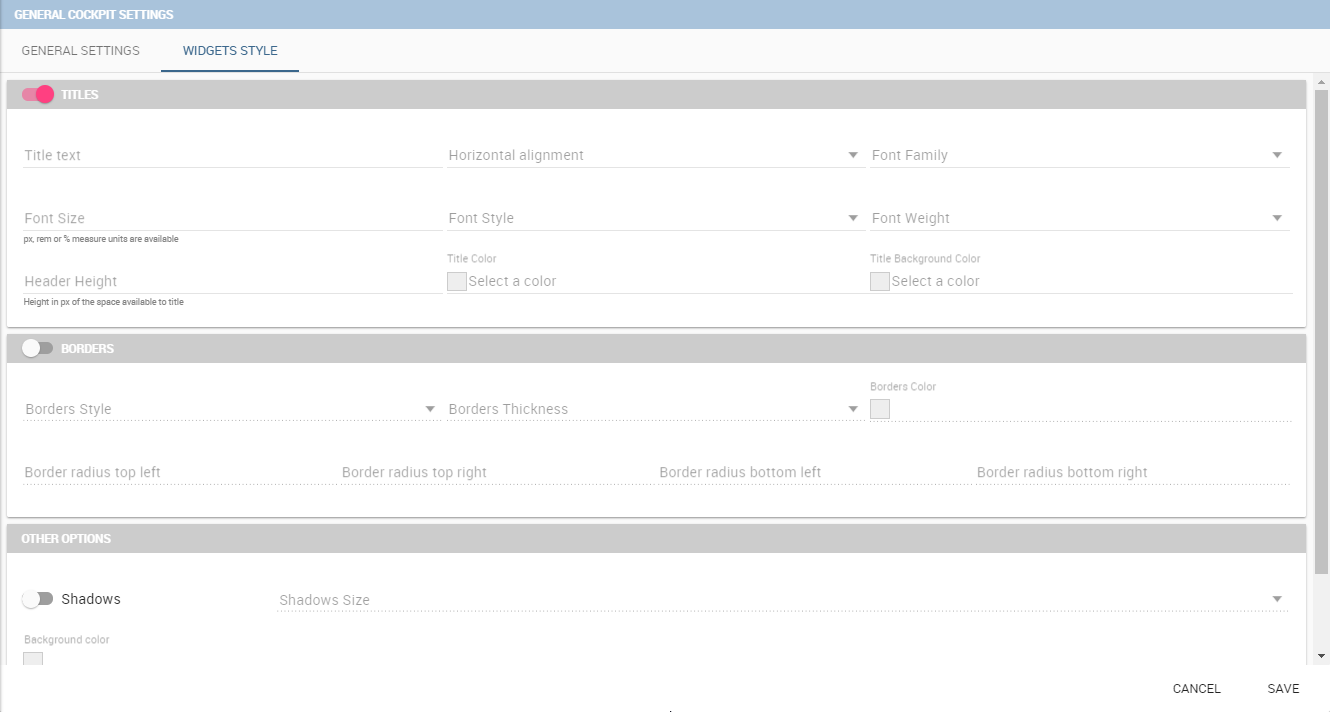 GENERAL COCKPIT SETTINGS
GENERAL SETTINGS WIDGETS STYLE
TITLES
Title text Horizontal alignment Font Family
Font Size Font Style Font Weight
px, rem or % measure units are available
Title Color Title Background Color
Header Height Select a color Select a color
Height in px of the space available to title
BORDERS
Borders Color
Borders Style Borders Thickness
Border radius top left Border radius top right Border radius bottom left Border radius bottom right
OTHER OPTIONS
Shadows Shadows Size
Background color
CANCEL SAVE